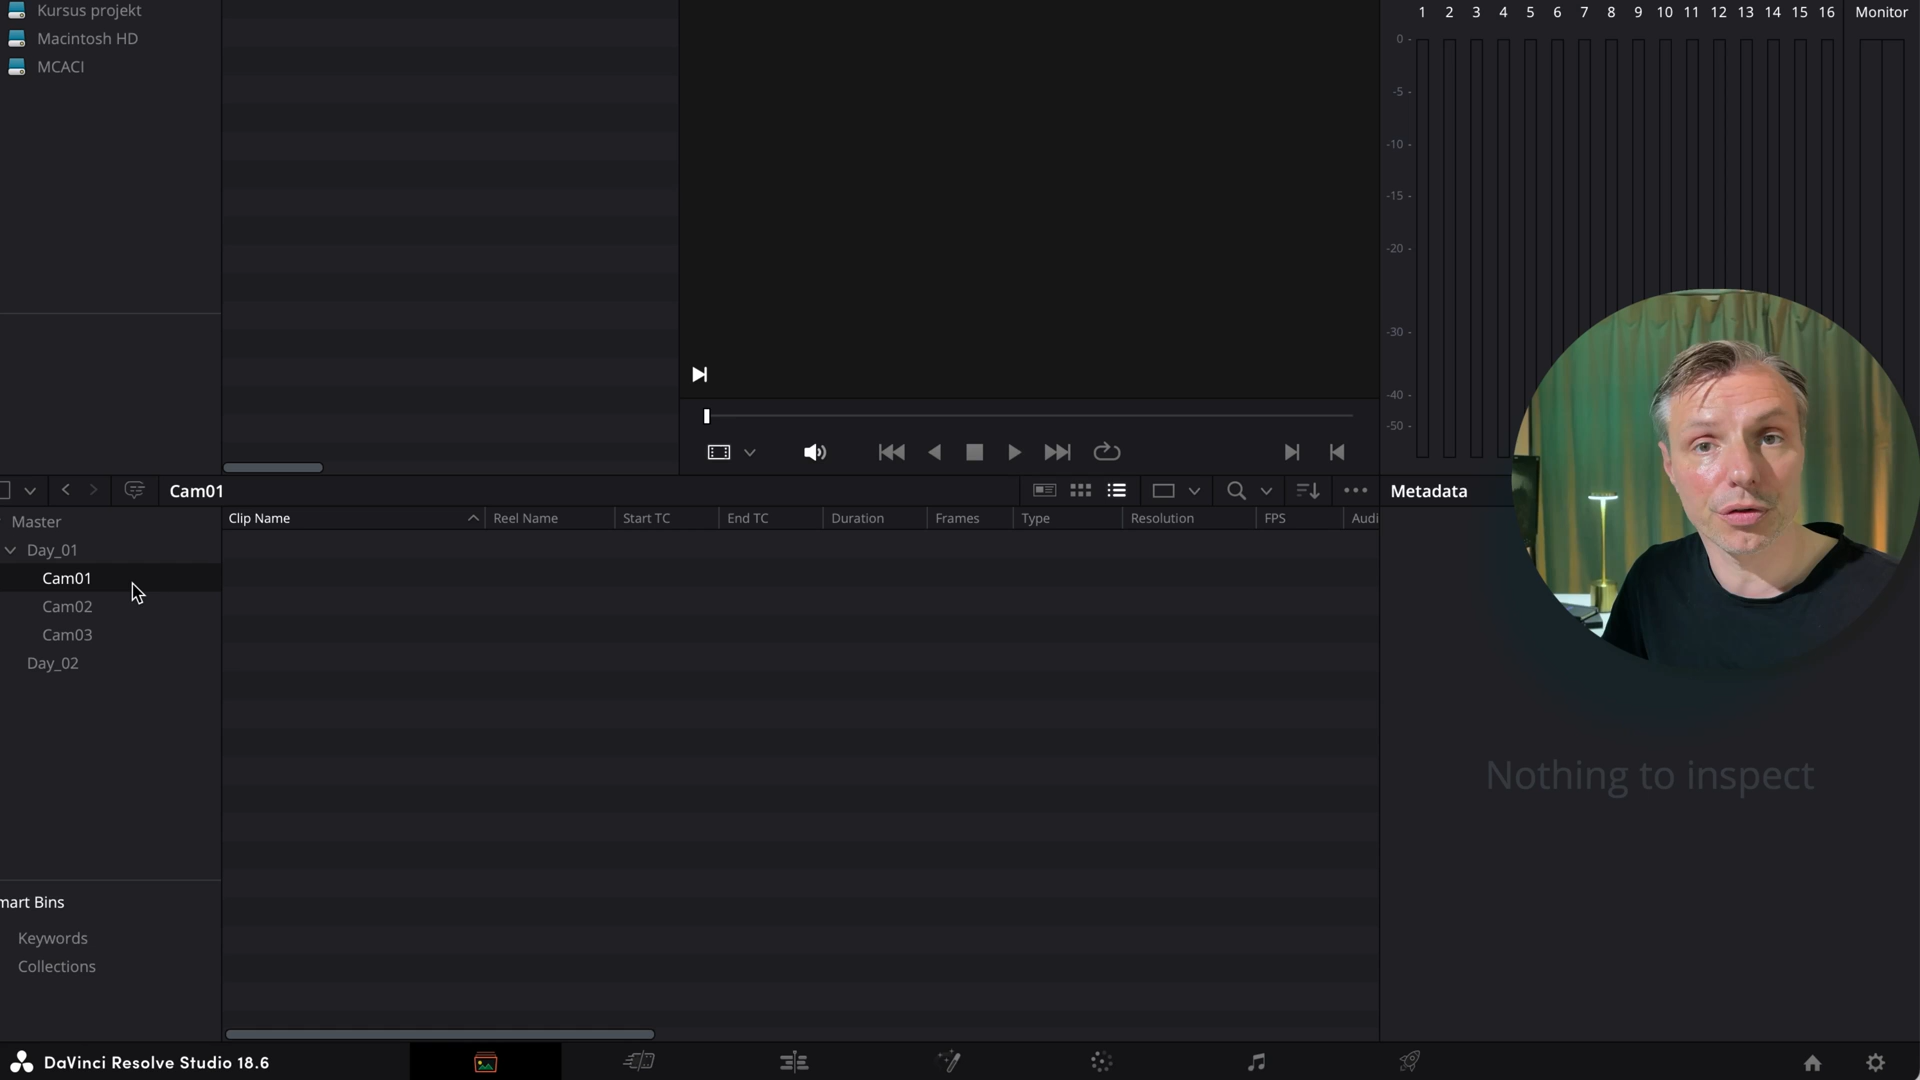 Kursus projekt
Macintosh HD
MCACI
1 2 3 4 5 6 7 8 9 10 11 12 13 14 15 16 Monitor
0
-5
-10
-15
-20
-30
-40
-50
Cam01
Metadata
Clip Name Reel Name Start TC End TC Duration Frames Type Resolution FPS Audi
Master
Day_01
Cam01
Cam02
Cam03
Day_02
Nothing to inspect
mart Bins
Keywords
Collections
DaVinci Resolve Studio 18.6